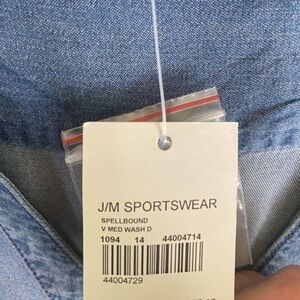 J/M SPORTSWEAR
SPELLBOUND
V MED WASH D
1094 14 44004714
44004729